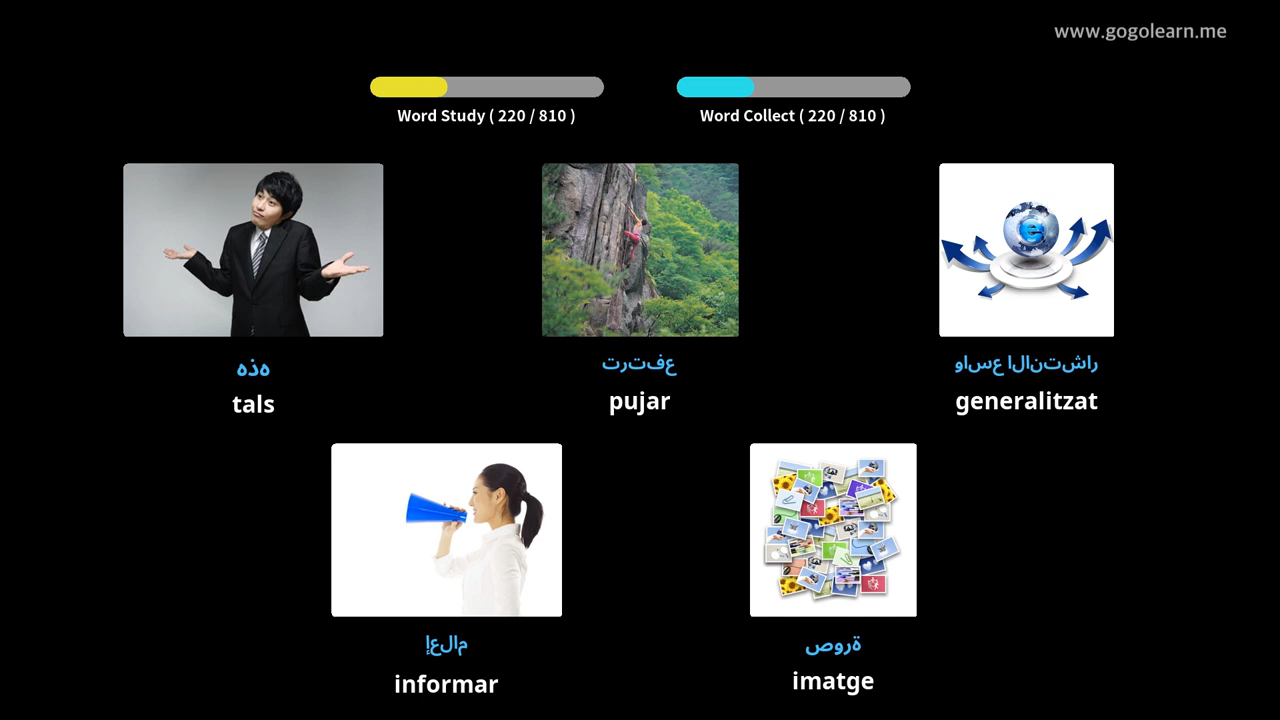 www.gogolearn.me
Word Study ( 220 / 810 )
Word Collect ( 220 / 810 )
هذه
tals
ترتفع
pujar
واسع الانتشار
generalitzat
إعلام
informar
صورة
imatge